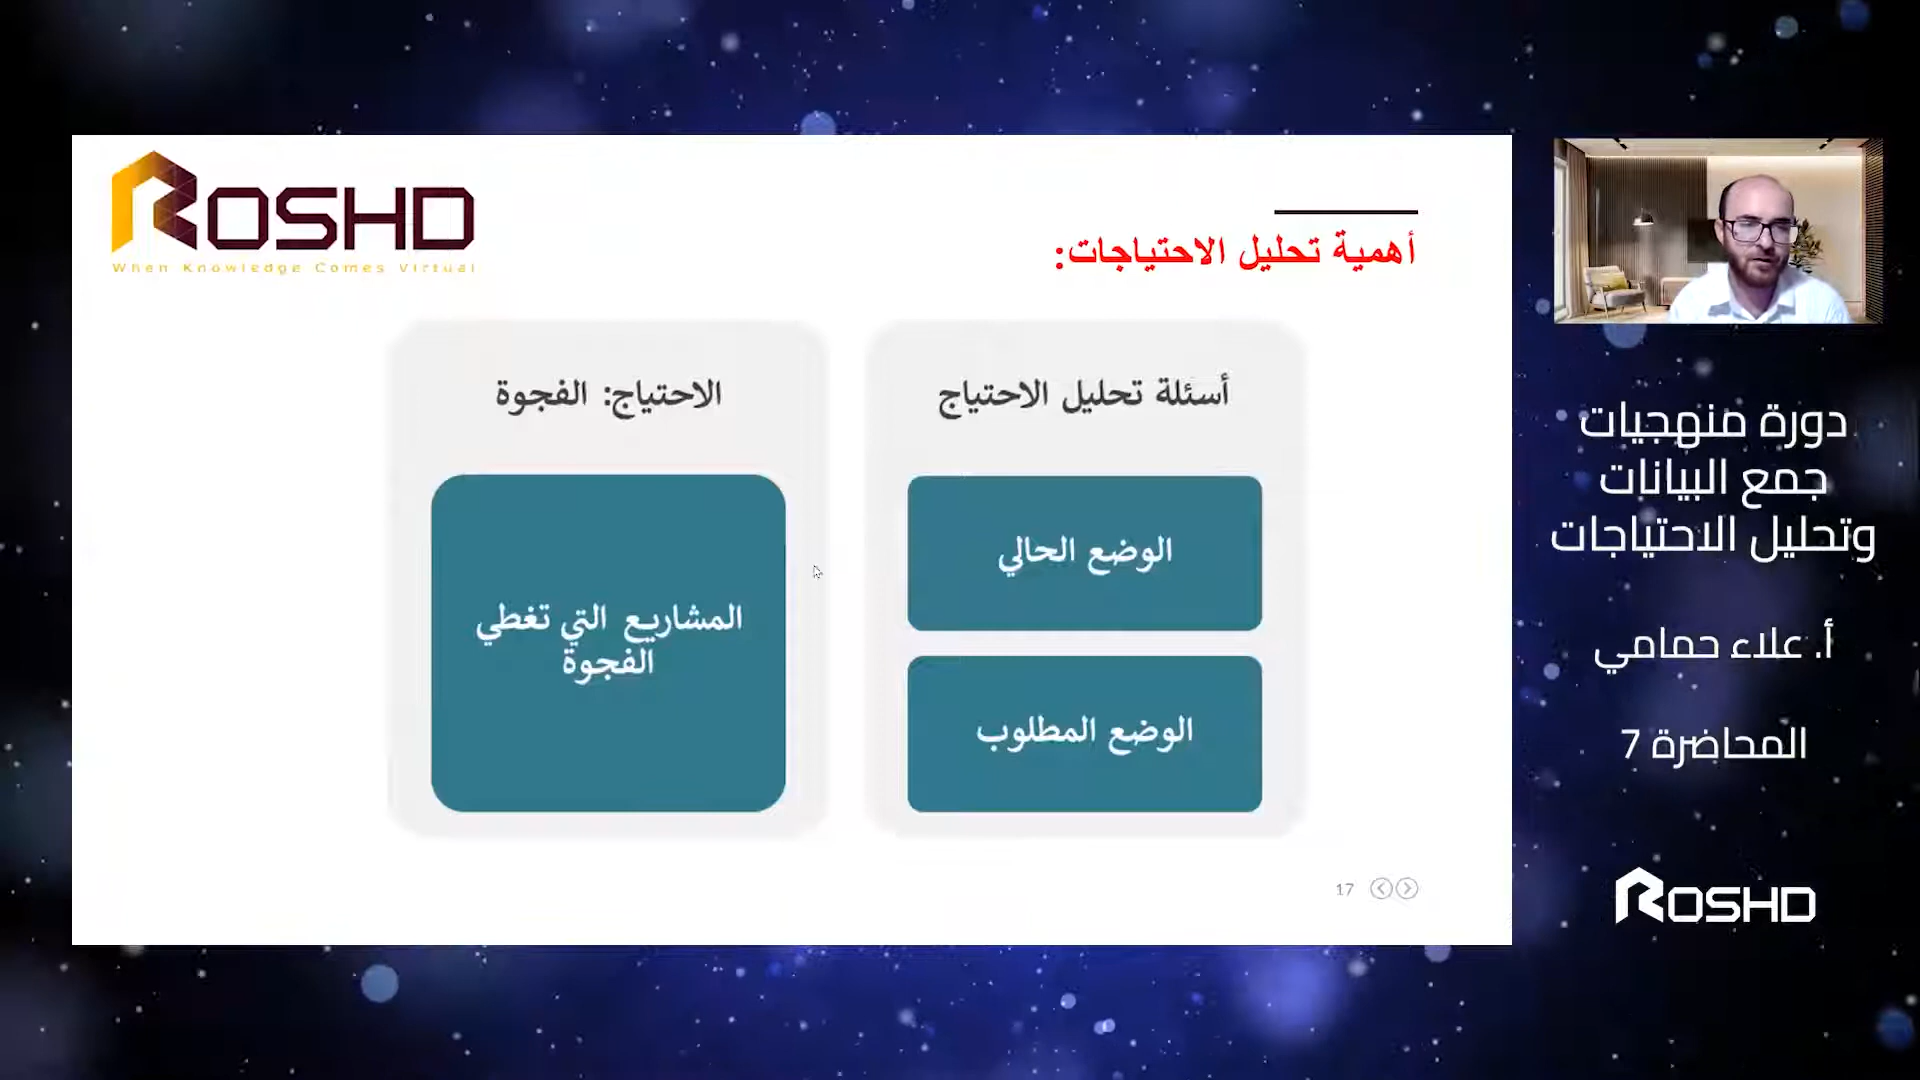 ROSHD
When Knowledge Comes Virtual
أهمية تحليل الاحتياجات:
أسئلة تحليل الاحتياج
الوضع الحالي
الوضع المطلوب
الاحتياج: الفجوة
المشاريع التي تغطي
الفجوة
17
دورة منهجيات
جمع البيانات
وتحليل الاحتياجات
أ. علاء حمامي
المحاضرة 7
ROSHD